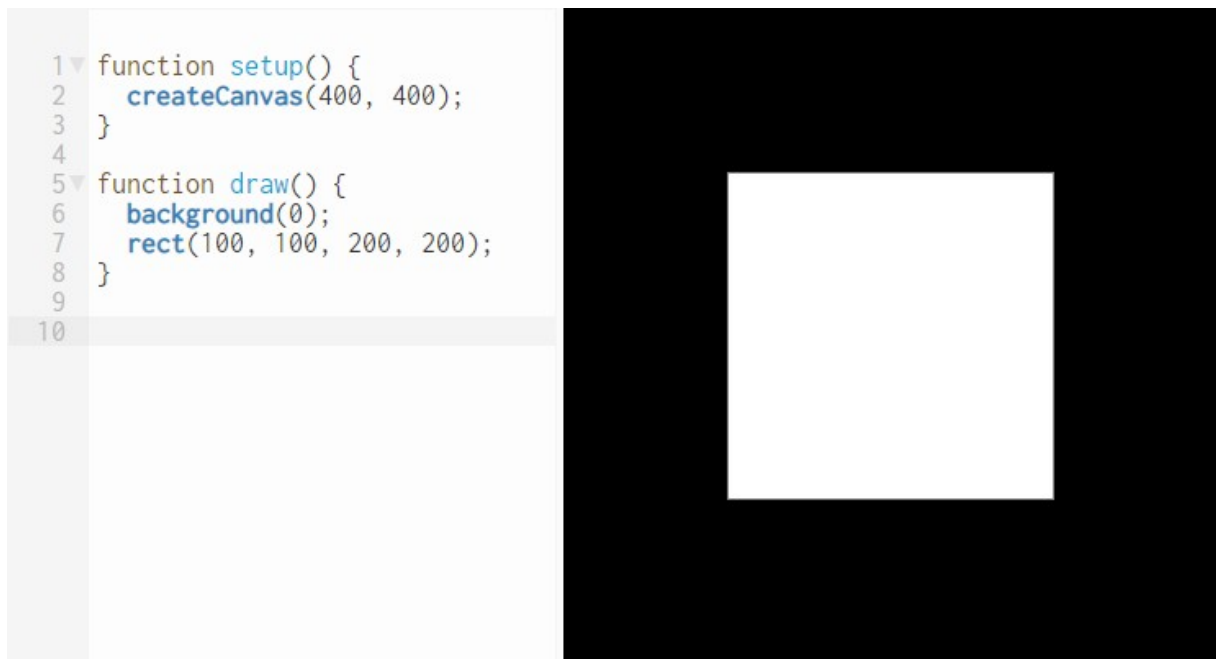 1 function setup() {
2 createCanvas(400, 400);
3 }
4
5 function draw() {
6 background(0);
7 rect(100, 100, 200, 200);
8 }
9
10